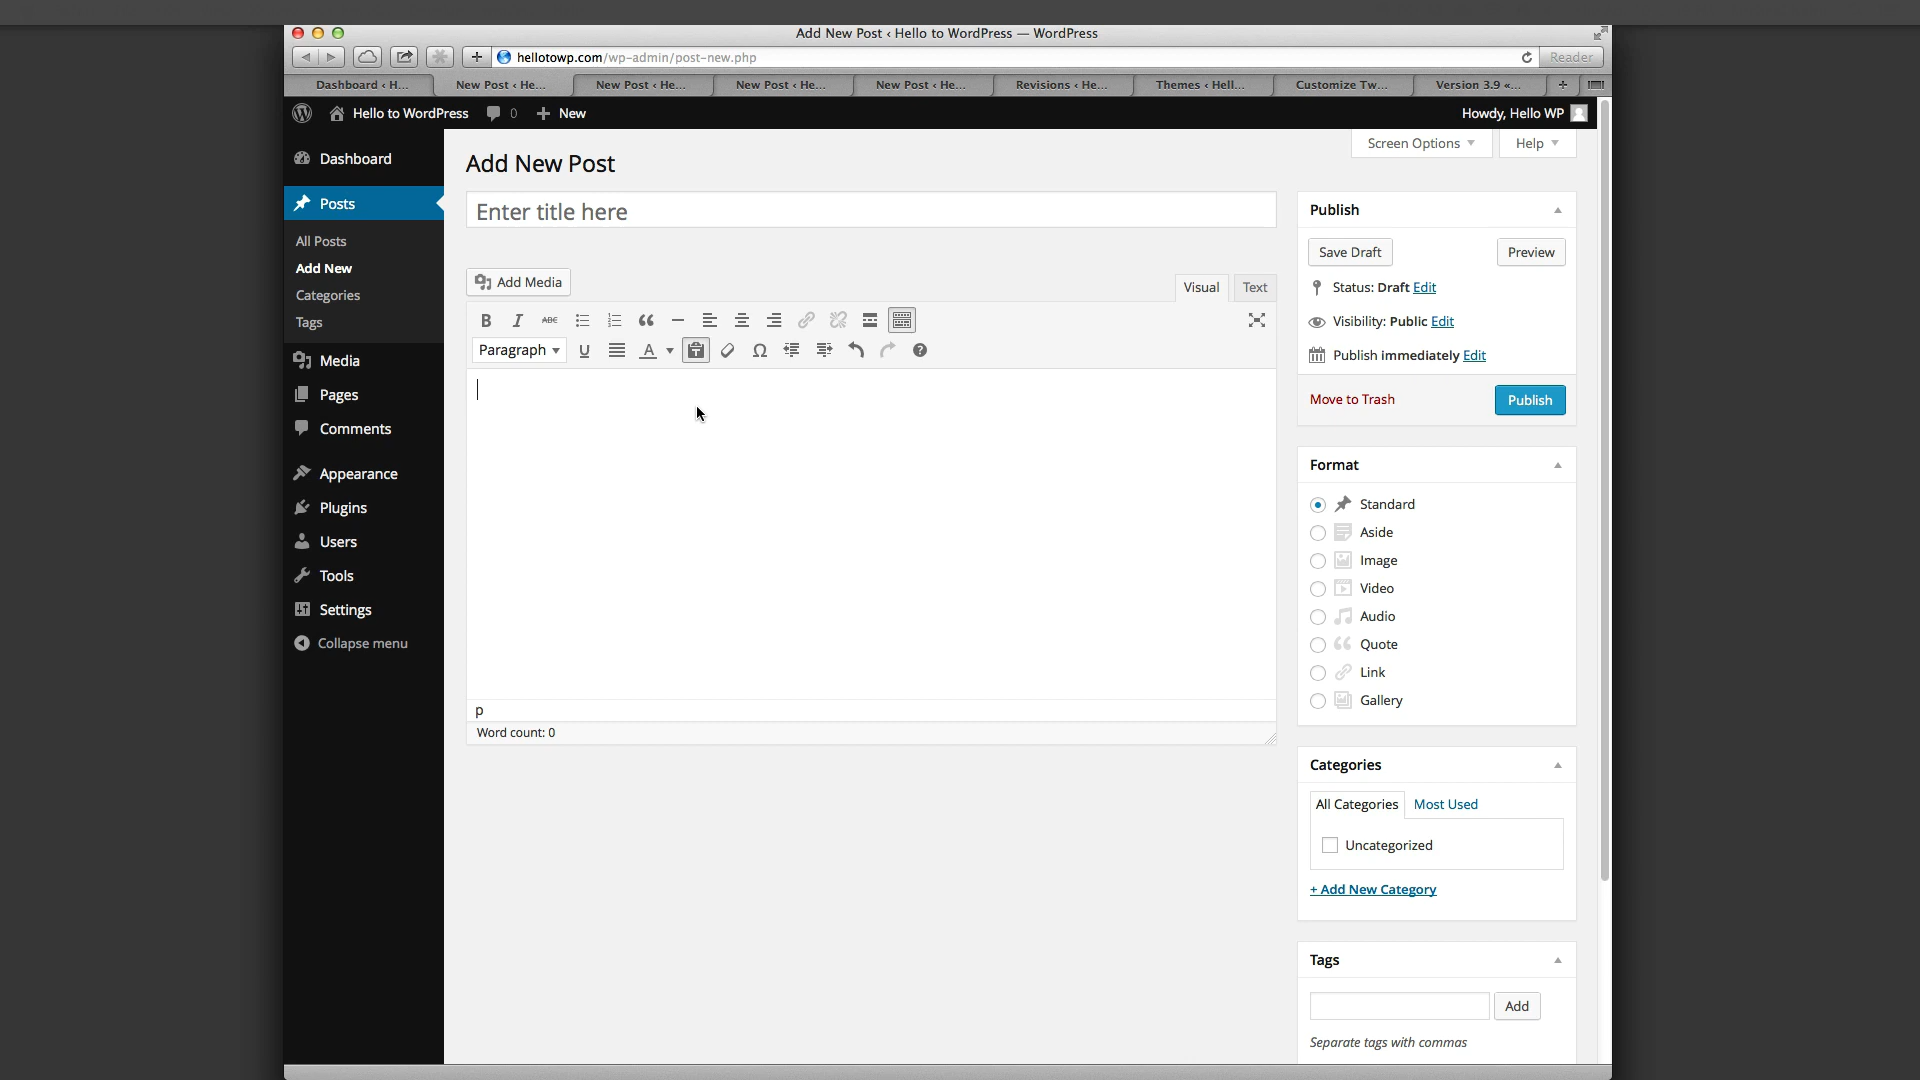 Add New Post ‹ Hello to WordPress — WordPress
hellotowp.com/wp-admin/post-new.php
Reader
Dashboard ‹ H... New Post ‹ He... New Post ‹ He... New Post ‹ He... New Post ‹ He... Revisions ‹ He... Themes ‹ Hell... Customize Tw... Version 3.9 «...
Hello to WordPress 0 + New Howdy, Hello WP
Screen Options Help
Dashboard
Posts
All Posts
Add New
Categories
Tags
Media
Pages
Comments
Appearance
Plugins
Users
Tools
Settings
Collapse menu
Add New Post
Enter title here
Add Media
Visual Text
B I ABC
Paragraph U A Ω
p
Word count: 0
Publish
Save Draft Preview
Status: Draft Edit
Visibility: Public Edit
Publish immediately Edit
Move to Trash Publish
Format
Standard
Aside
Image
Video
Audio
Quote
Link
Gallery
Categories
All Categories Most Used
Uncategorized
+ Add New Category
Tags
Add
Separate tags with commas